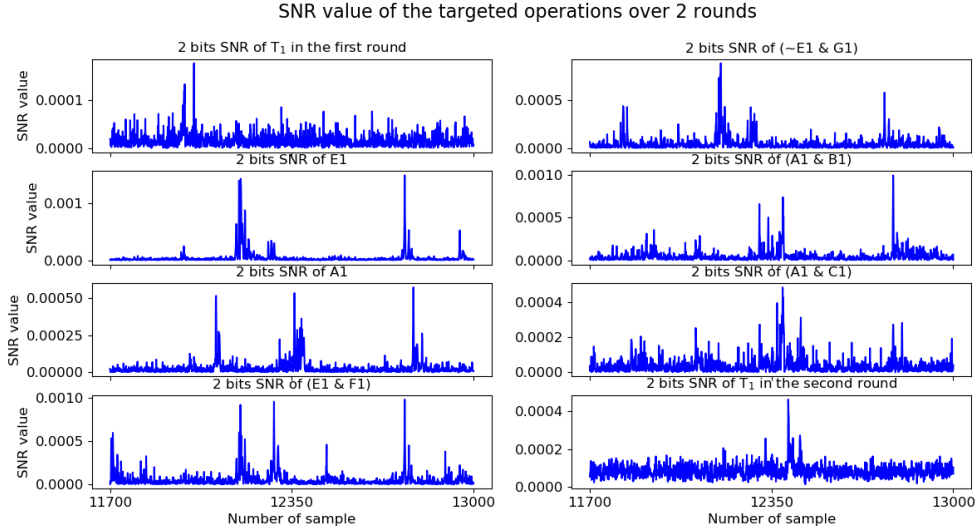 SNR value of the targeted operations over 2 rounds
2 bits SNR of T₁ in the first round
SNR value
0.0001
0.0000
2 bits SNR of E1
SNR value
0.001
0.000
2 bits SNR of A1
SNR value
0.00050
0.00025
0.00000
2 bits SNR of (E1 & F1)
SNR value
0.0010
0.0005
0.0000
11700
12350
13000
Number of sample
2 bits SNR of (~E1 & G1)
0.0005
0.0000
2 bits SNR of (A1 & B1)
0.0010
0.0005
0.0000
2 bits SNR of (A1 & C1)
0.0004
0.0002
0.0000
2 bits SNR of T₁ in the second round
0.0004
0.0002
0.0000
11700
12350
13000
Number of sample